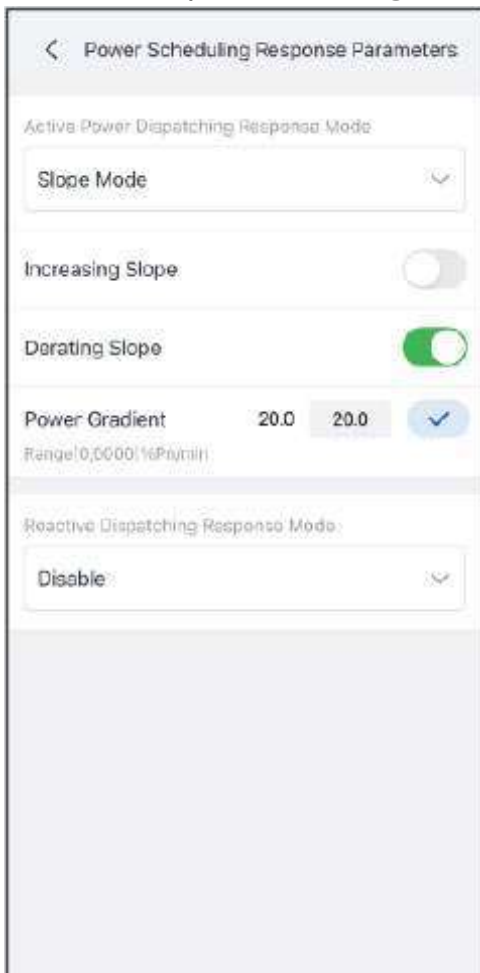 Power Scheduling Response Parameters
Active Power Dispatching Response Mode
Slope Mode
Increasing Slope
Derating Slope
Power Gradient 20.0 20.0
Reactive Dispatching Response Mode
Disable